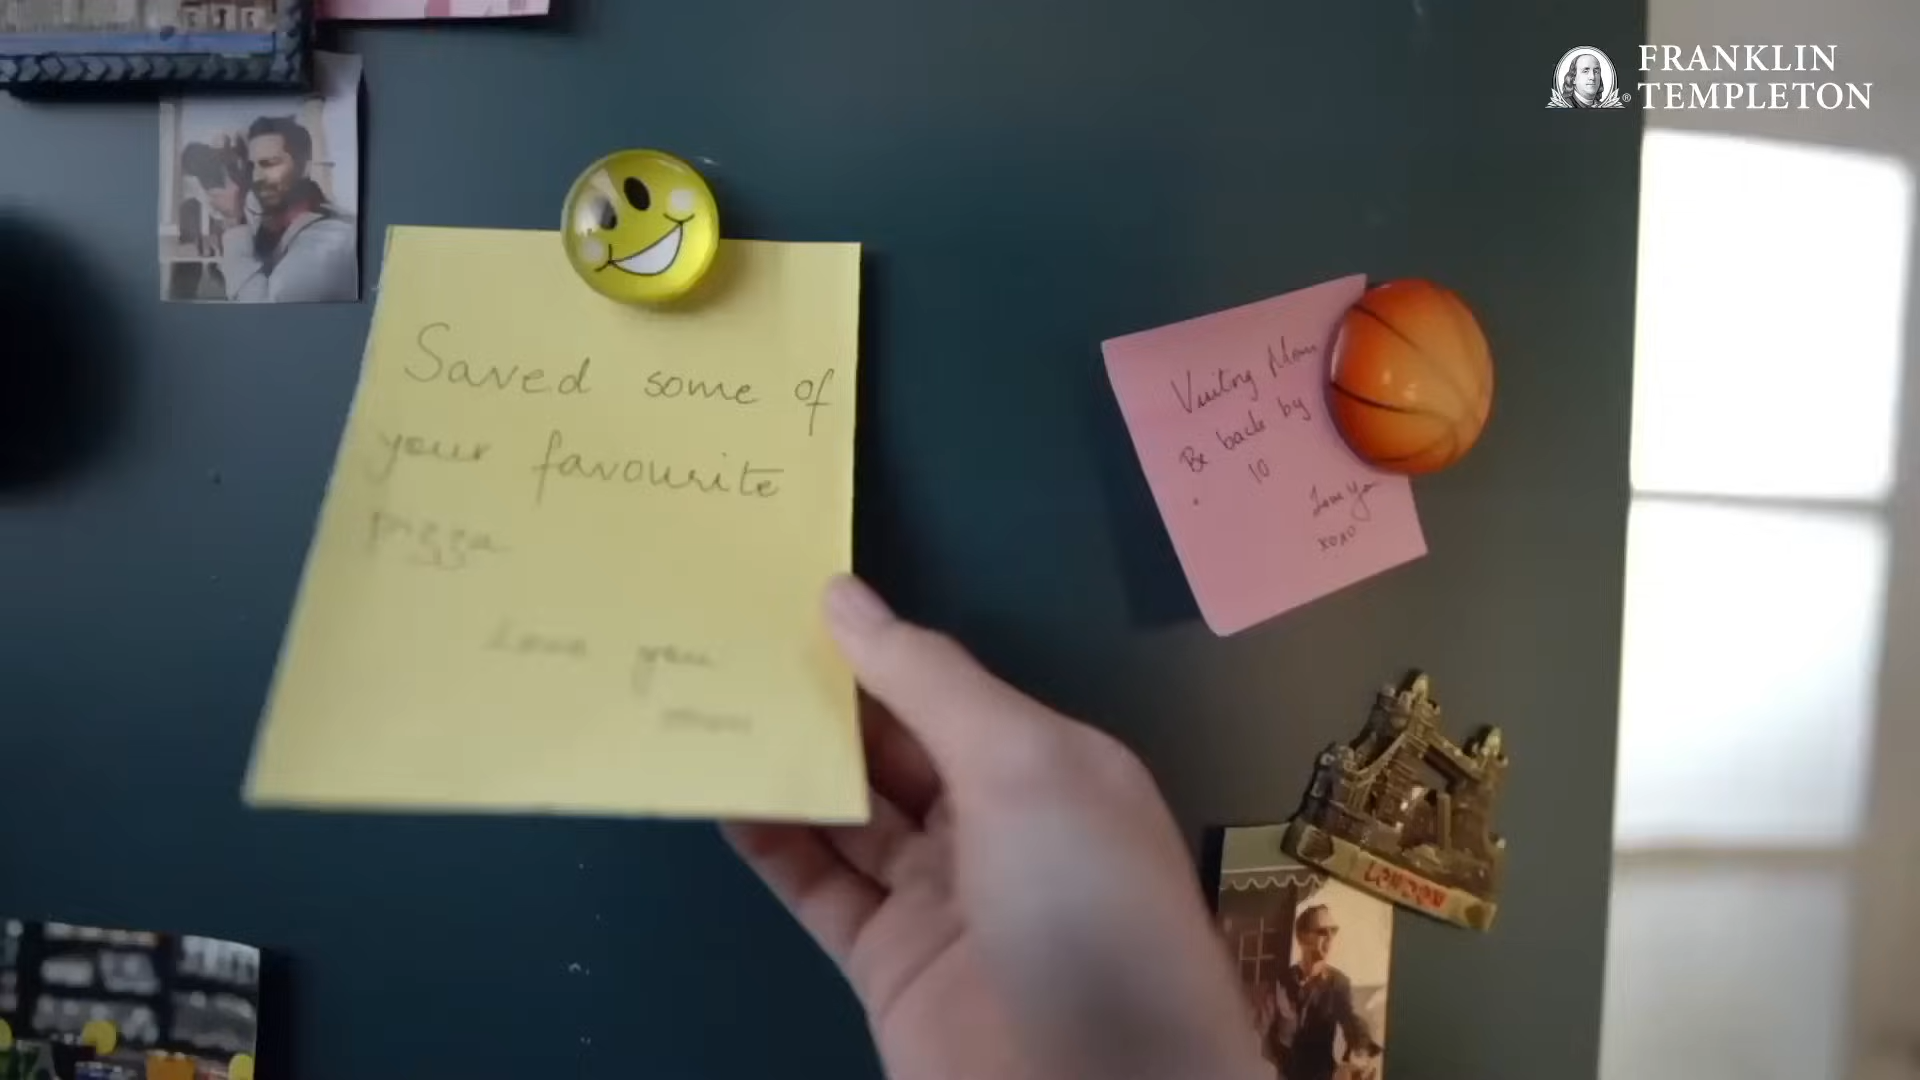 FRANKLIN
TEMPLETON
Saved some of
your favourite
pizza
Love you
mom
Visiting Mom
Be back by
10
Love you
xoxo
LONDON